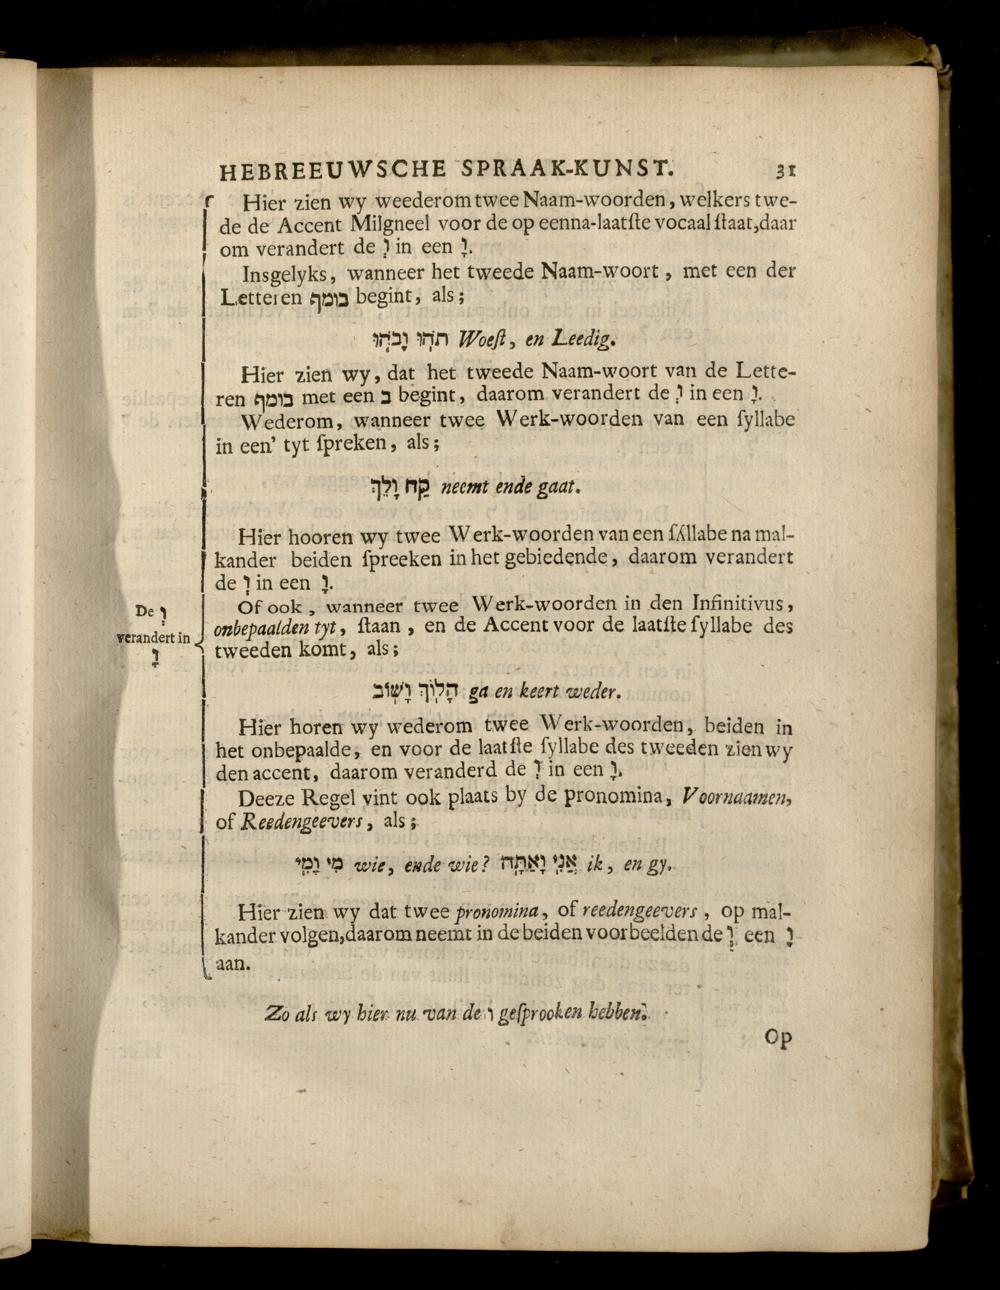 HEBREEUWSCHE SPRAAK-KUNST. 31
Hier zien wy weederom twee Naam-woorden, welkers twe-
de de Accent Milgneel voor de op eenna-laatſte vocaal ſtaat,daar
om verandert de וְ in een וָ.
Insgelyks, wanneer het tweede Naam-woort, met een der
Letteren בומף begint, als;
תֹהוּ וָבֹהוּ Woeſt, en Leedig.
Hier zien wy, dat het tweede Naam-woort van de Lette-
ren בומף met een ב begint, daarom verandert de וְ in een וָ.
Wederom, wanneer twee Werk-woorden van een ſyllabe
in een' tyt ſpreken, als;
קַח וָלֵךְ neemt ende gaat.
Hier hooren wy twee Werk-woorden van een ſyllabe na mal-
kander beiden ſpreeken in het gebiedende, daarom verandert
de וְ in een וָ.
De וְ
verandert in
וָ
Of ook, wanneer twee Werk-woorden in den Infinitivus,
onbepaalden tyt, ſtaan, en de Accent voor de laatſte ſyllabe des
tweeden komt, als;
הָלוֹךְ וָשׁוֹב ga en keert weder.
Hier horen wy wederom twee Werk-woorden, beiden in
het onbepaalde, en voor de laatſte ſyllabe des tweeden zien wy
den accent, daarom veranderd de וְ in een וָ.
Deeze Regel vint ook plaats by de pronomina, Voornaamen,
of Reedengeevers, als;
מִי וָמִי wie, ende wie? אֲנִי וָאַתָּה ik, en gy.
Hier zien wy dat twee pronomina, of reedengeevers, op mal-
kander volgen,daarom neemt in de beiden voorbeelden de וְ een וָ
aan.
Zo als wy hier nu van de ו geſprooken hebben.
Op